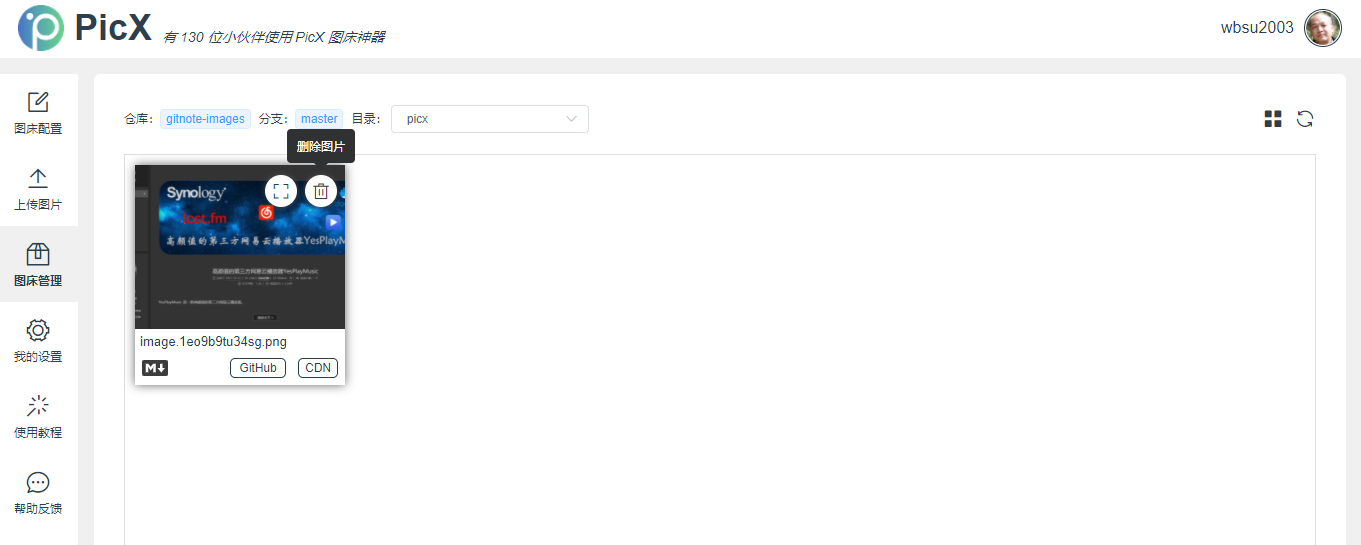 PicX 有 130 位小伙伴使用 PicX 图床神器
wbsu2003
图床配置
上传图片
图床管理
我的设置
使用教程
帮助反馈
仓库: gitnote-images 分支: master 目录: picx
删除图片
Synology
lost.fm
高颜值的第三方网易云播放器YesPlayM
高颜值的第三方网易云播放器YesPlayMusic
image.1eo9b9tu34sg.png
M
GitHub
CDN